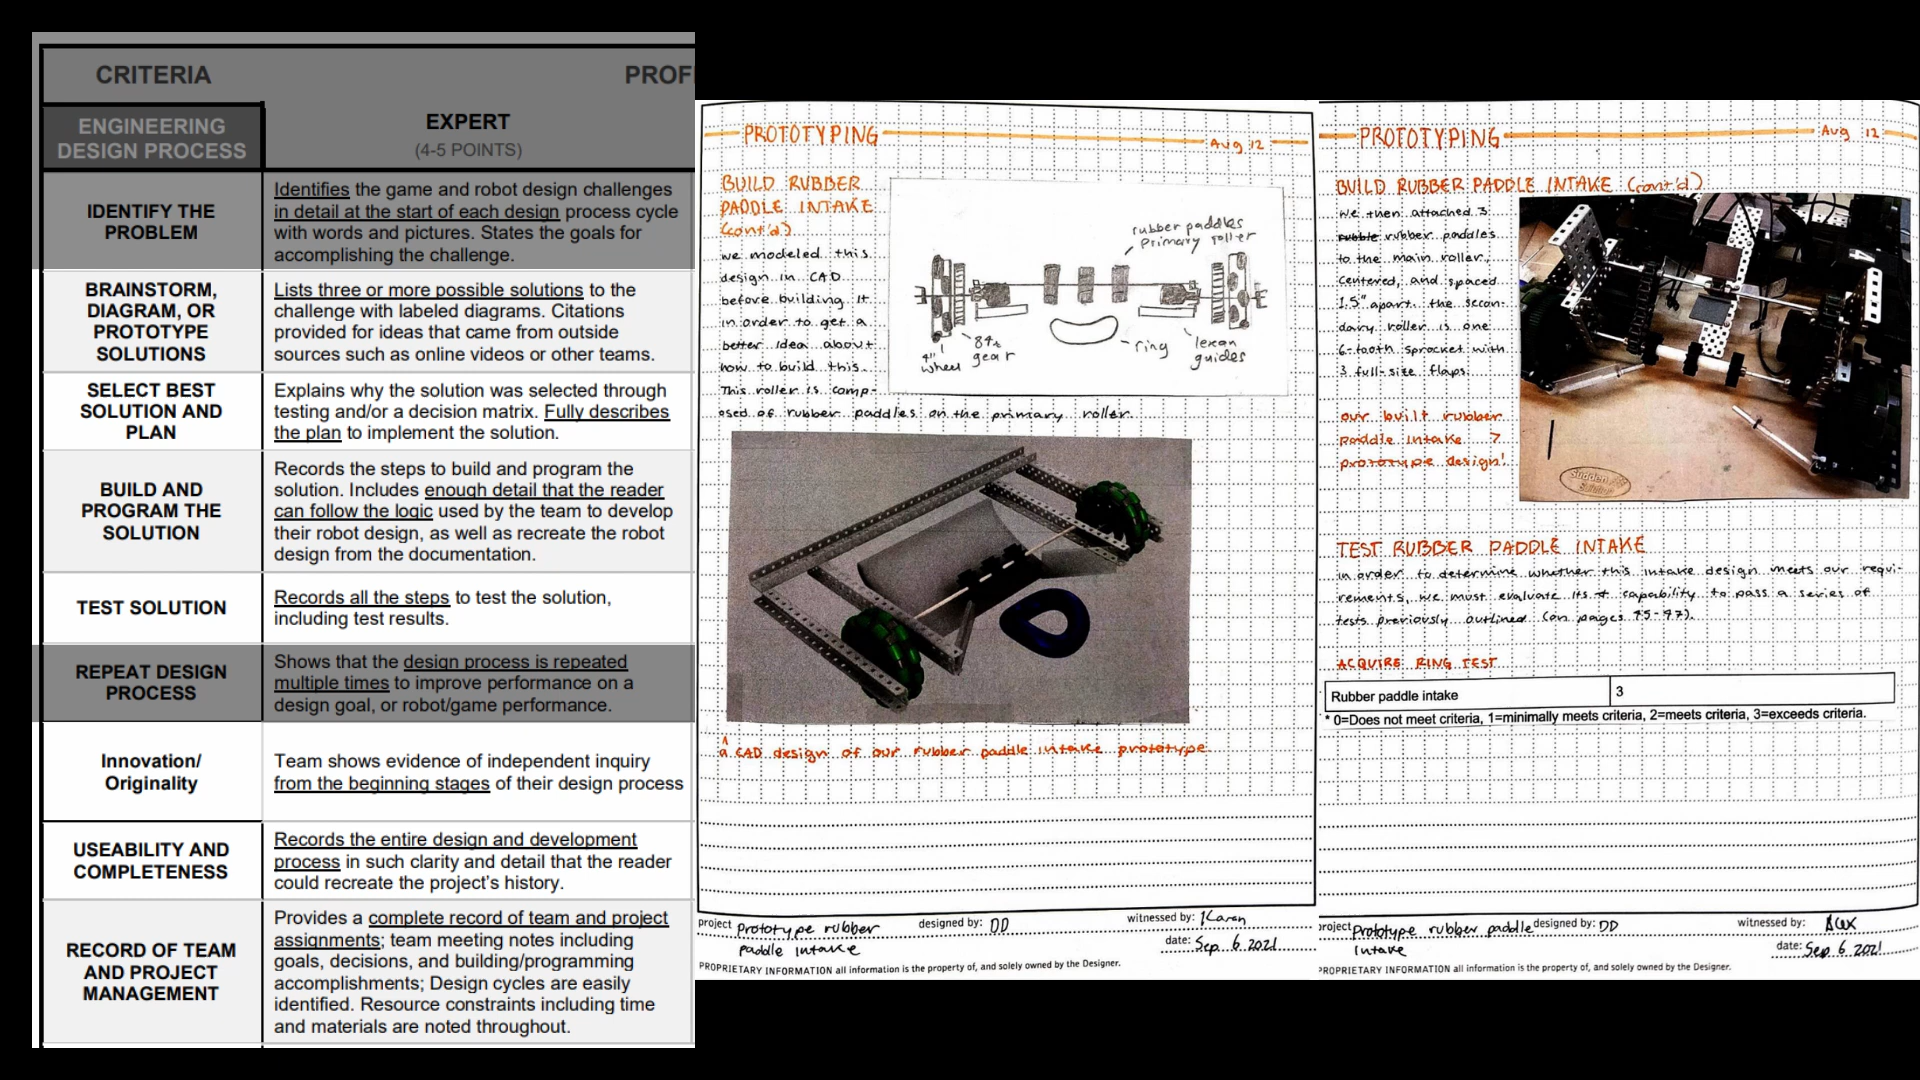 CRITERIA
PROF
ENGINEERING
DESIGN PROCESS
EXPERT
(4-5 POINTS)
IDENTIFY THE
PROBLEM
Identifies the game and robot design challenges
in detail at the start of each design process cycle
with words and pictures. States the goals for
accomplishing the challenge.
BRAINSTORM,
DIAGRAM, OR
PROTOTYPE
SOLUTIONS
Lists three or more possible solutions to the
challenge with labeled diagrams. Citations
provided for ideas that came from outside
sources such as online videos or other teams.
SELECT BEST
SOLUTION AND
PLAN
Explains why the solution was selected through
testing and/or a decision matrix. Fully describes
the plan to implement the solution.
BUILD AND
PROGRAM THE
SOLUTION
Records the steps to build and program the
solution. Includes enough detail that the reader
can follow the logic used by the team to develop
their robot design, as well as recreate the robot
design from the documentation.
TEST SOLUTION
Records all the steps to test the solution,
including test results.
REPEAT DESIGN
PROCESS
Shows that the design process is repeated
multiple times to improve performance on a
design goal, or robot/game performance.
Innovation/
Originality
Team shows evidence of independent inquiry
from the beginning stages of their design process
USEABILITY AND
COMPLETENESS
Records the entire design and development
process in such clarity and detail that the reader
could recreate the project's history.
RECORD OF TEAM
AND PROJECT
MANAGEMENT
Provides a complete record of team and project
assignments; team meeting notes including
goals, decisions, and building/programming
accomplishments; Design cycles are easily
identified. Resource constraints including time
and materials are noted throughout.
PROTOTYPING
Aug 12
BUILD RUBBER
PADDLE INTAKE
(cont'd)
we modeled this
design in CAD
before building it
in order to get a
better idea about
how to build this.
This roller is comp-
osed of rubber paddles on the primary roller.
rubber paddles
primary roller
4"
wheel
84t
gear
ring
lexan
guides
a CAD design of our rubber paddle intake prototype
project prototype rubber
paddle intake
designed by: DD
witnessed by: Karen
date: Sep 6 2021
PROPRIETARY INFORMATION all information is the property of, and solely owned by the Designer.
PROTOTYPING
Aug 12
BUILD RUBBER PADDLE INTAKE (cont'd)
We then attached 3
rubble rubber paddles
to the main roller,
centered, and spaced
1.5" apart. the secon-
dary roller is one
6-tooth sprocket with
3 full-size flaps.
our built rubber
paddle intake >
prototype design!
TEST RUBBER PADDLE INTAKE
in order to determine whether this intake design meets our requi-
rements, we must evaluate its capability to pass a series of
tests previously outlined (on pages 45-47).
ACQUIRE RING TEST
Rubber paddle intake 3
* 0=Does not meet criteria, 1=minimally meets criteria, 2=meets criteria, 3=exceeds criteria.
project Prototype rubber paddle
intake
designed by: DD
witnessed by: Alex
date: Sep 6 2021
PROPRIETARY INFORMATION all information is the property of, and solely owned by the Designer.